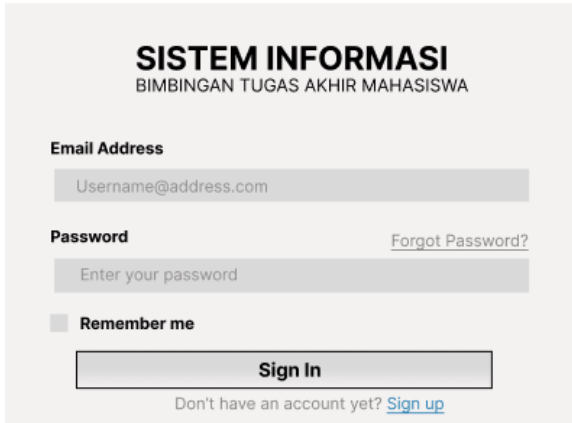 SISTEM INFORMASI
BIMBINGAN TUGAS AKHIR MAHASISWA
Email Address
Username@address.com
Password
Forgot Password?
Enter your password
Remember me
Sign In
Don't have an account yet? Sign up